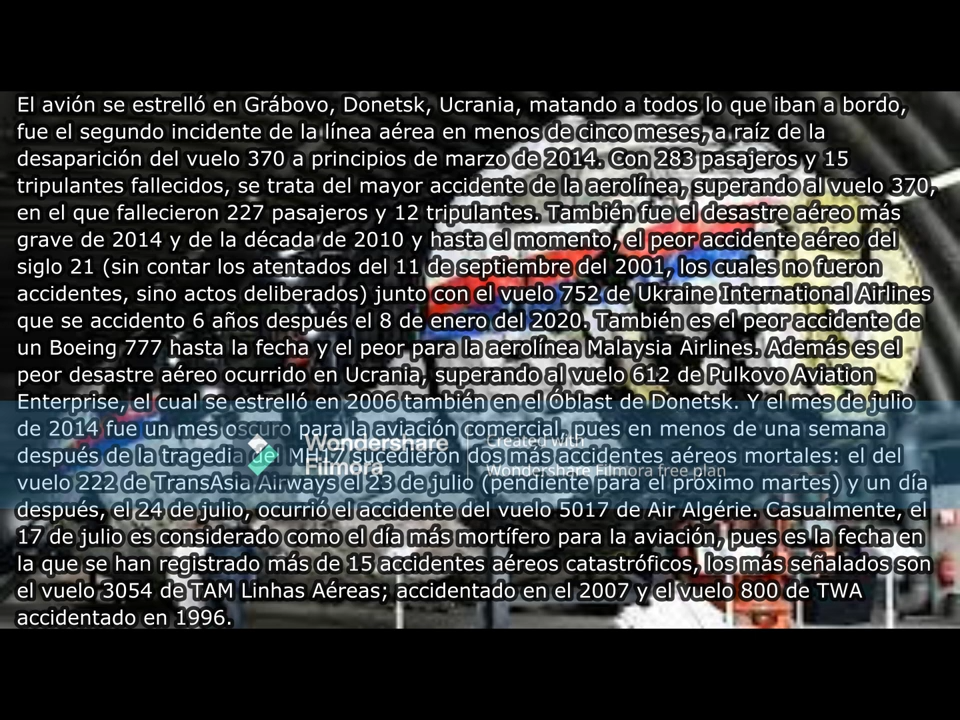 El avión se estrelló en Grábovo, Donetsk, Ucrania, matando a todos lo que iban a bordo,
fue el segundo incidente de la línea aérea en menos de cinco meses, a raíz de la
desaparición del vuelo 370 a principios de marzo de 2014. Con 283 pasajeros y 15
tripulantes fallecidos, se trata del mayor accidente de la aerolínea, superando al vuelo 370,
en el que fallecieron 227 pasajeros y 12 tripulantes. También fue el desastre aéreo más
grave de 2014 y de la década de 2010 y hasta el momento, el peor accidente aéreo del
siglo 21 (sin contar los atentados del 11 de septiembre del 2001, los cuales no fueron
accidentes, sino actos deliberados) junto con el vuelo 752 de Ukraine International Airlines
que se accidento 6 años después el 8 de enero del 2020. También es el peor accidente de
un Boeing 777 hasta la fecha y el peor para la aerolínea Malaysia Airlines. Además es el
peor desastre aéreo ocurrido en Ucrania, superando al vuelo 612 de Pulkovo Aviation
Enterprise, el cual se estrelló en 2006 también en el Óblast de Donetsk. Y el mes de julio
de 2014 fue un mes oscuro para la aviación comercial, pues en menos de una semana
después de la tragedia del MH17 sucedieron dos más accidentes aéreos mortales: el del
vuelo 222 de TransAsia Airways el 23 de julio (pendiente para el próximo martes) y un día
después, el 24 de julio, ocurrió el accidente del vuelo 5017 de Air Algérie. Casualmente, el
17 de julio es considerado como el día más mortífero para la aviación, pues es la fecha en
la que se han registrado más de 15 accidentes aéreos catastróficos, los más señalados son
el vuelo 3054 de TAM Linhas Aéreas; accidentado en el 2007 y el vuelo 800 de TWA
accidentado en 1996.
Wondershare
Filmora
Created with
Wondershare Filmora free plan